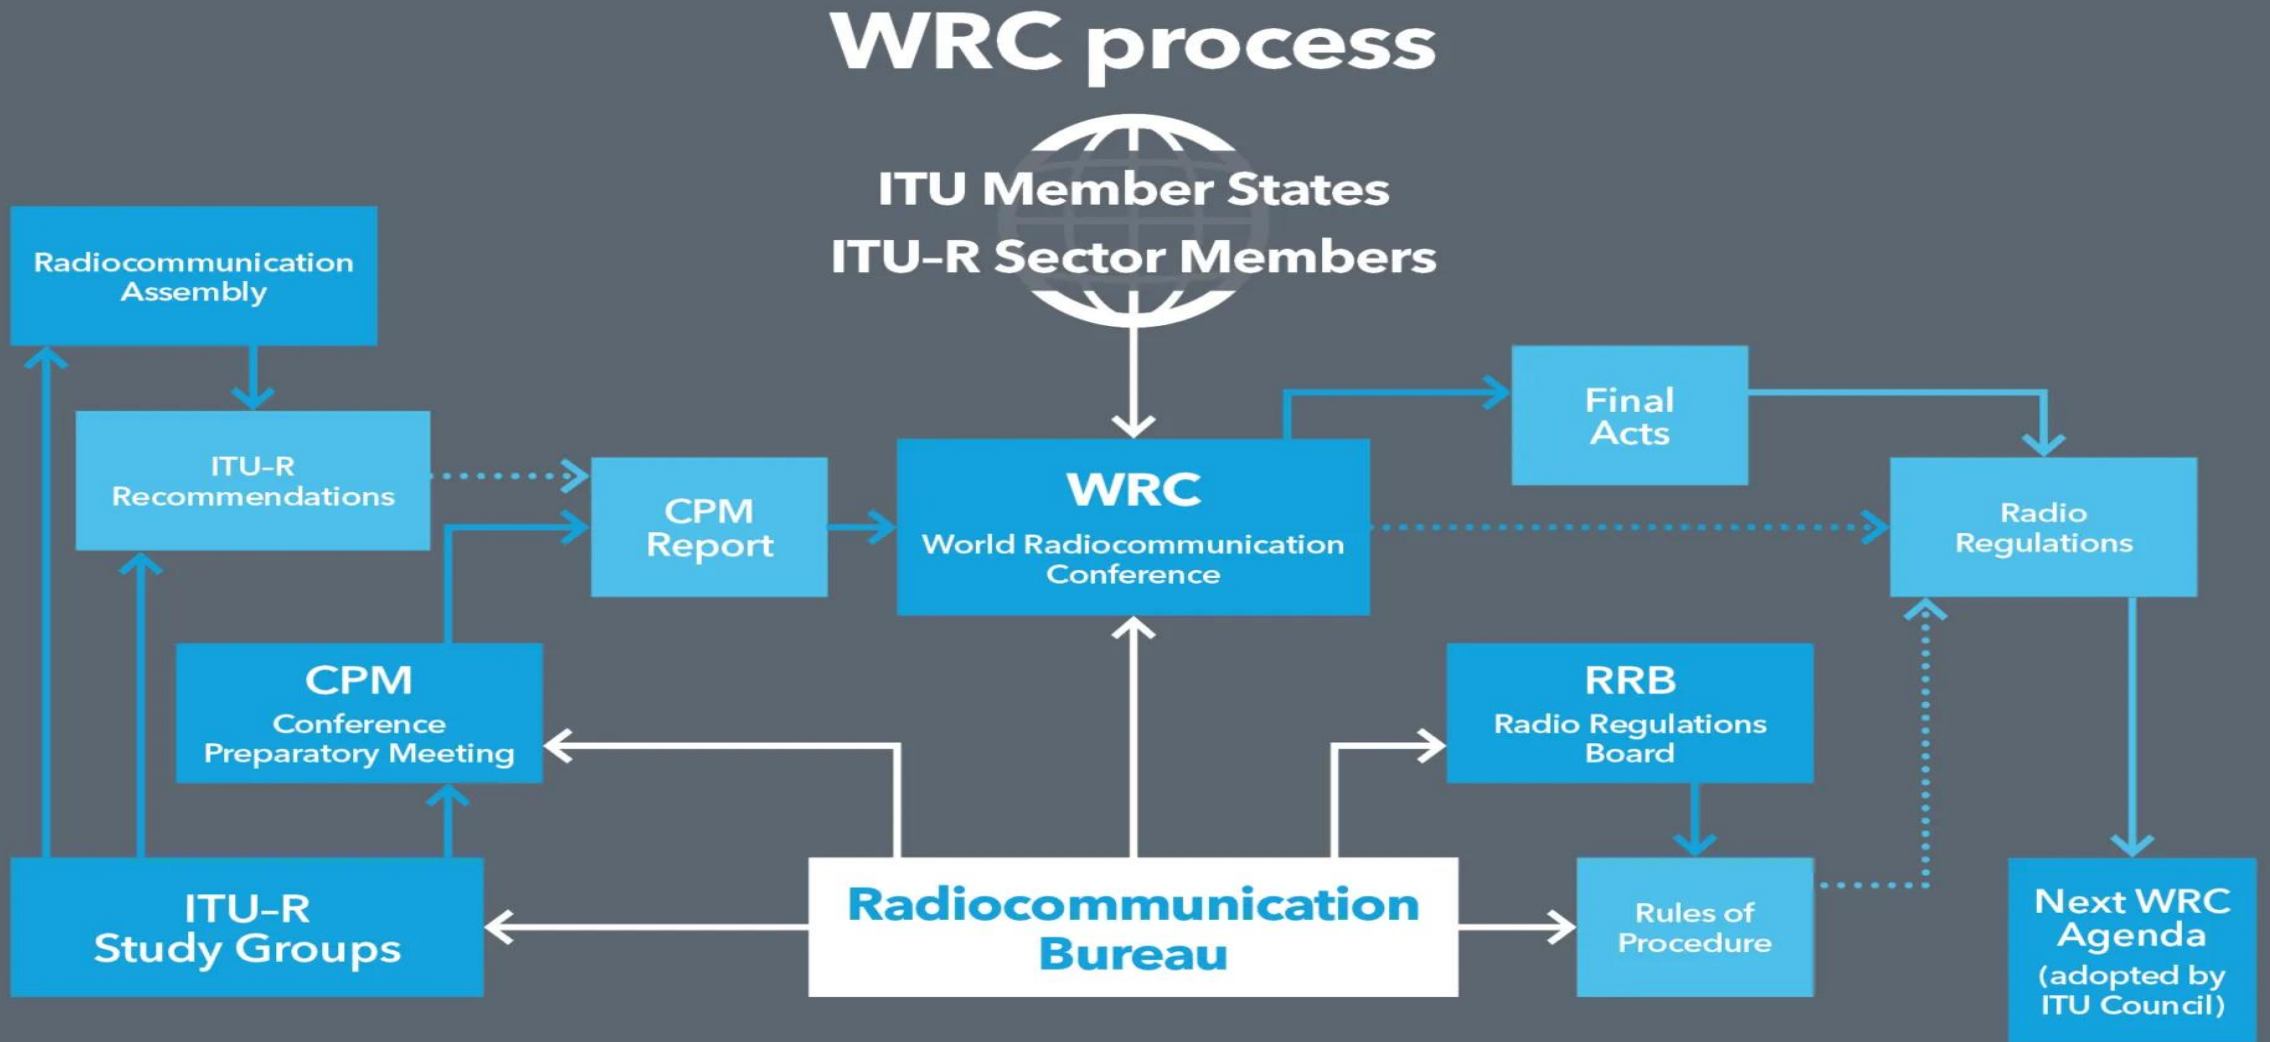 WRC process
ITU Member States
ITU–R Sector Members
Radiocommunication
Assembly
ITU–R
Recommendations
CPM
Report
WRC
World Radiocommunication
Conference
Final
Acts
Radio
Regulations
CPM
Conference
Preparatory Meeting
RRB
Radio Regulations
Board
ITU–R
Study Groups
Radiocommunication
Bureau
Rules of
Procedure
Next WRC
Agenda
(adopted by
ITU Council)